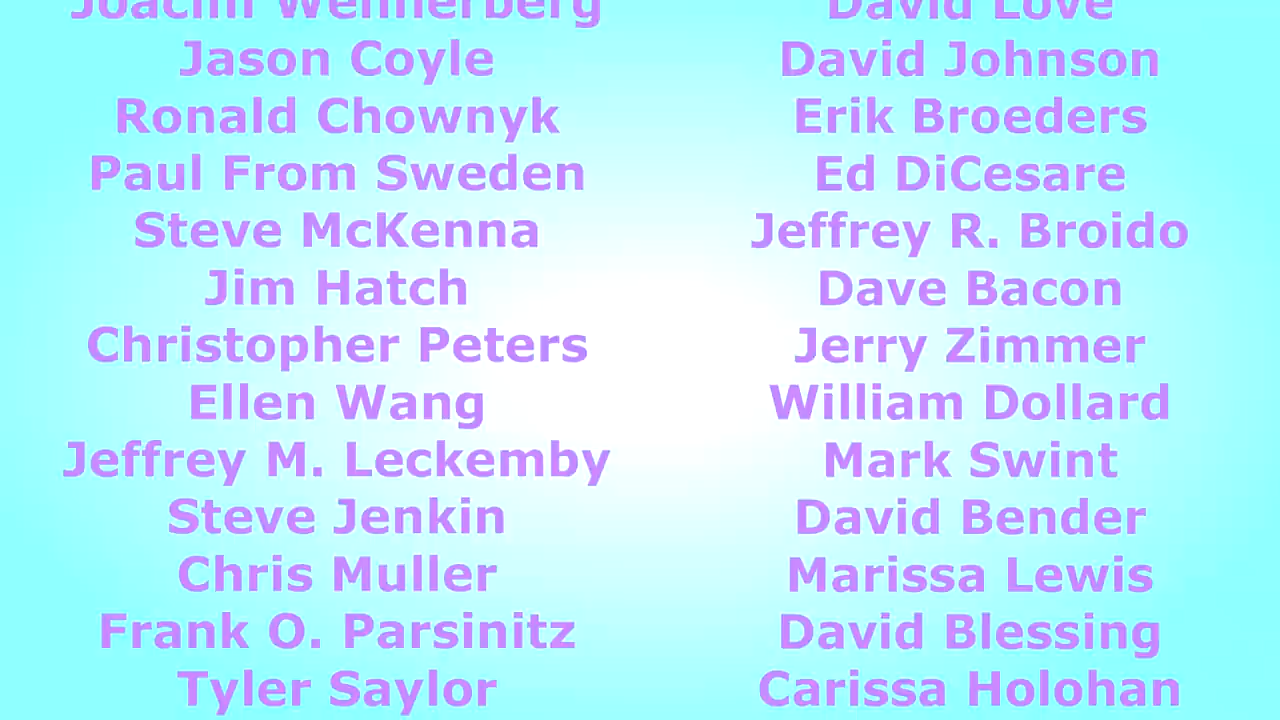 Joachim Wennerberg
Jason Coyle
Ronald Chownyk
Paul From Sweden
Steve McKenna
Jim Hatch
Christopher Peters
Ellen Wang
Jeffrey M. Leckemby
Steve Jenkin
Chris Muller
Frank O. Parsinitz
Tyler Saylor
David Love
David Johnson
Erik Broeders
Ed DiCesare
Jeffrey R. Broido
Dave Bacon
Jerry Zimmer
William Dollard
Mark Swint
David Bender
Marissa Lewis
David Blessing
Carissa Holohan